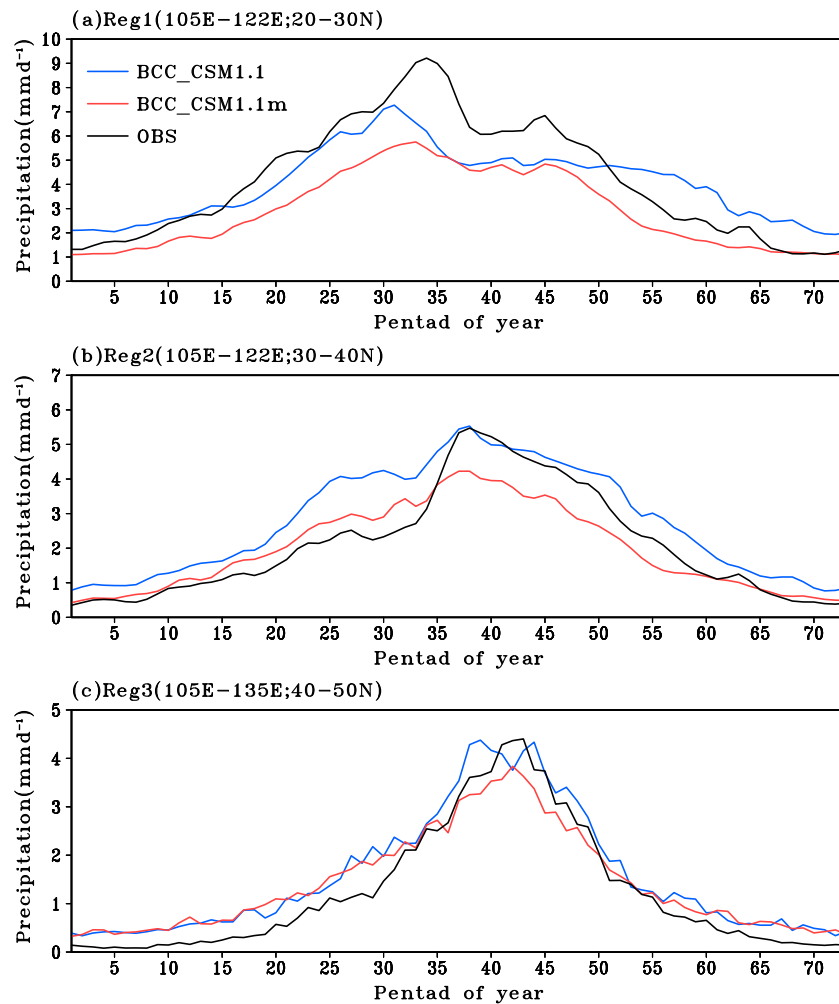 (a)Reg1(105E−122E;20−30N)
10
9
8
7
6
5
4
3
2
1
0
Precipitation(mmd⁻¹)
BCC_CSM1.1
BCC_CSM1.1m
OBS
5 10 15 20 25 30 35 40 45 50 55 60 65 70
Pentad of year
(b)Reg2(105E−122E;30−40N)
7
6
5
4
3
2
1
0
Precipitation(mmd⁻¹)
5 10 15 20 25 30 35 40 45 50 55 60 65 70
Pentad of year
(c)Reg3(105E−135E;40−50N)
5
4
3
2
1
0
Precipitation(mmd⁻¹)
5 10 15 20 25 30 35 40 45 50 55 60 65 70
Pentad of year